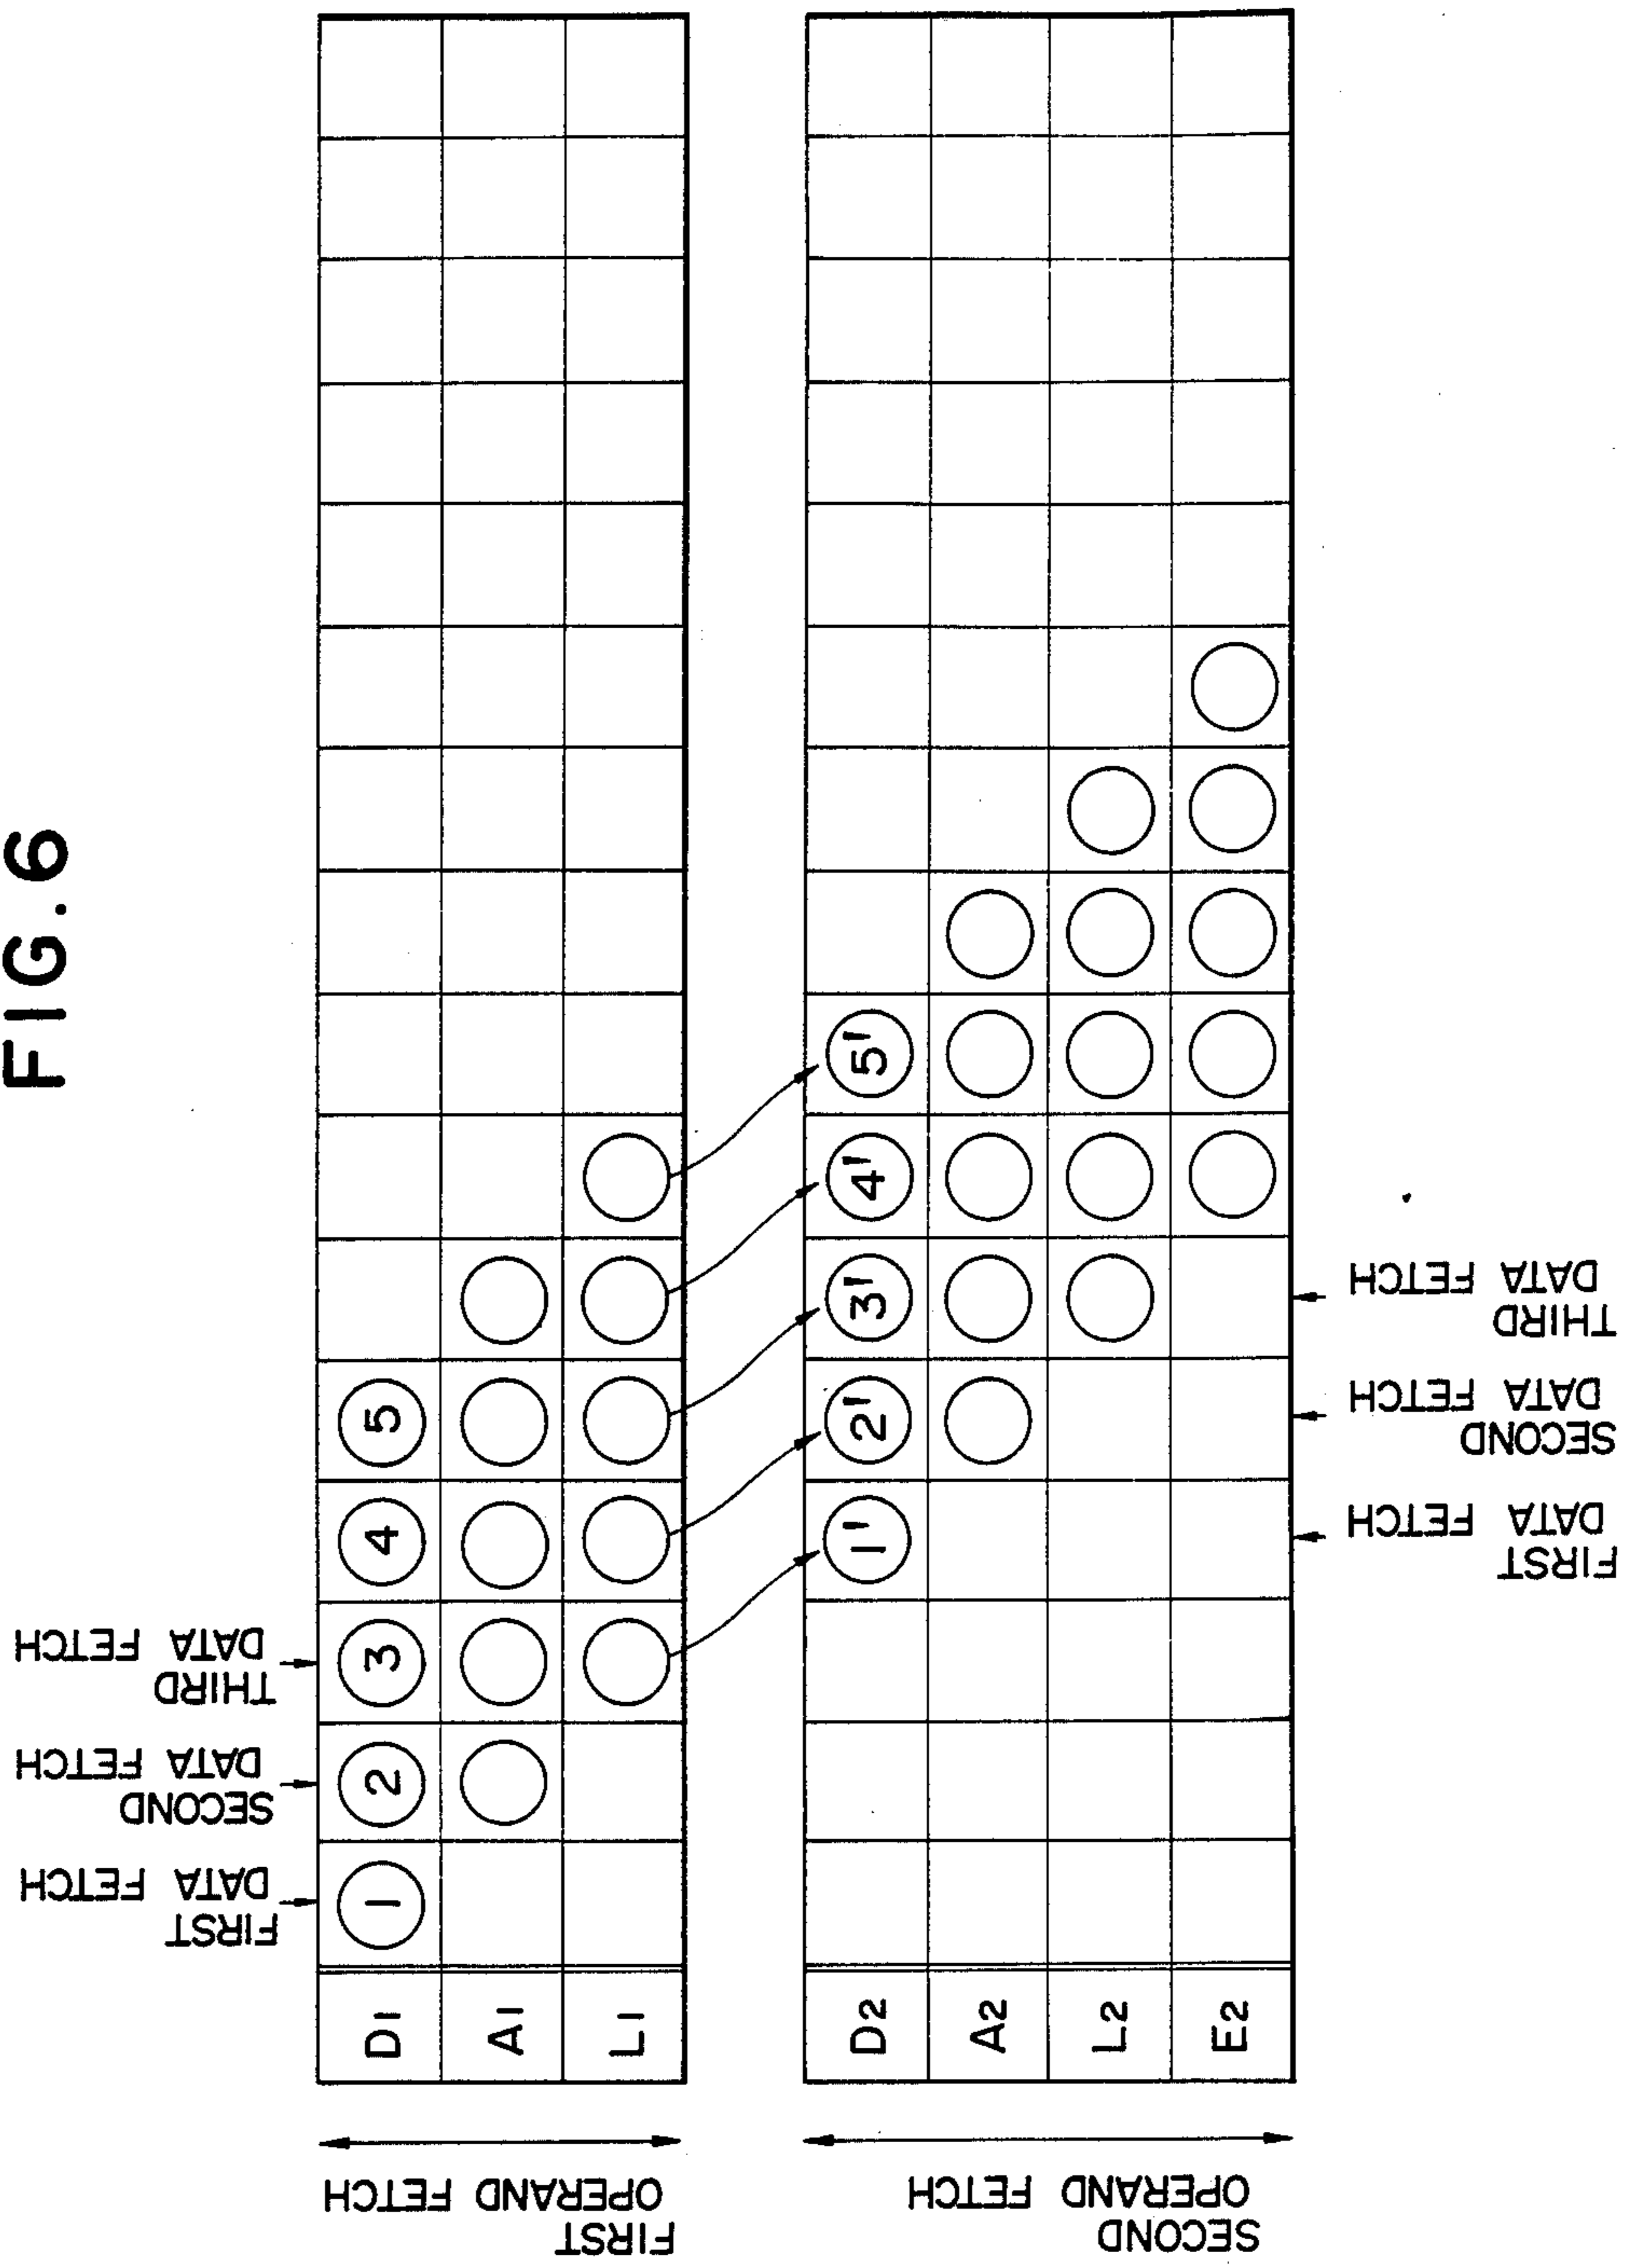 FIG.6
FIRST
DATA FETCH
SECOND
DATA FETCH
THIRD
DATA FETCH
FIRST
OPERAND FETCH
D1
1
2
3
4
5
A1
L1
SECOND
OPERAND FETCH
D2
1'
2'
3'
4'
5'
A2
L2
E2
FIRST
DATA FETCH
SECOND
DATA FETCH
THIRD
DATA FETCH